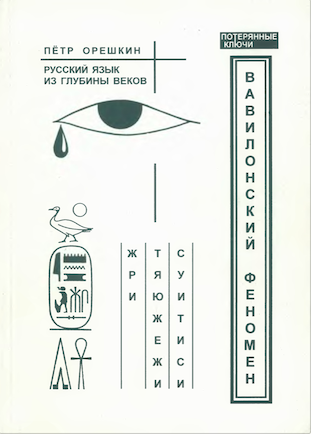 ПЁТР ОРЕШКИН
РУССКИЙ ЯЗЫК
ИЗ ГЛУБИНЫ ВЕКОВ
ПОТЕРЯННЫЕ
КЛЮЧИ
ВАВИЛОНСКИЙ ФЕНОМЕН
ЖРИ
ТЯЮЖЕЖИ
СУИТИСИ